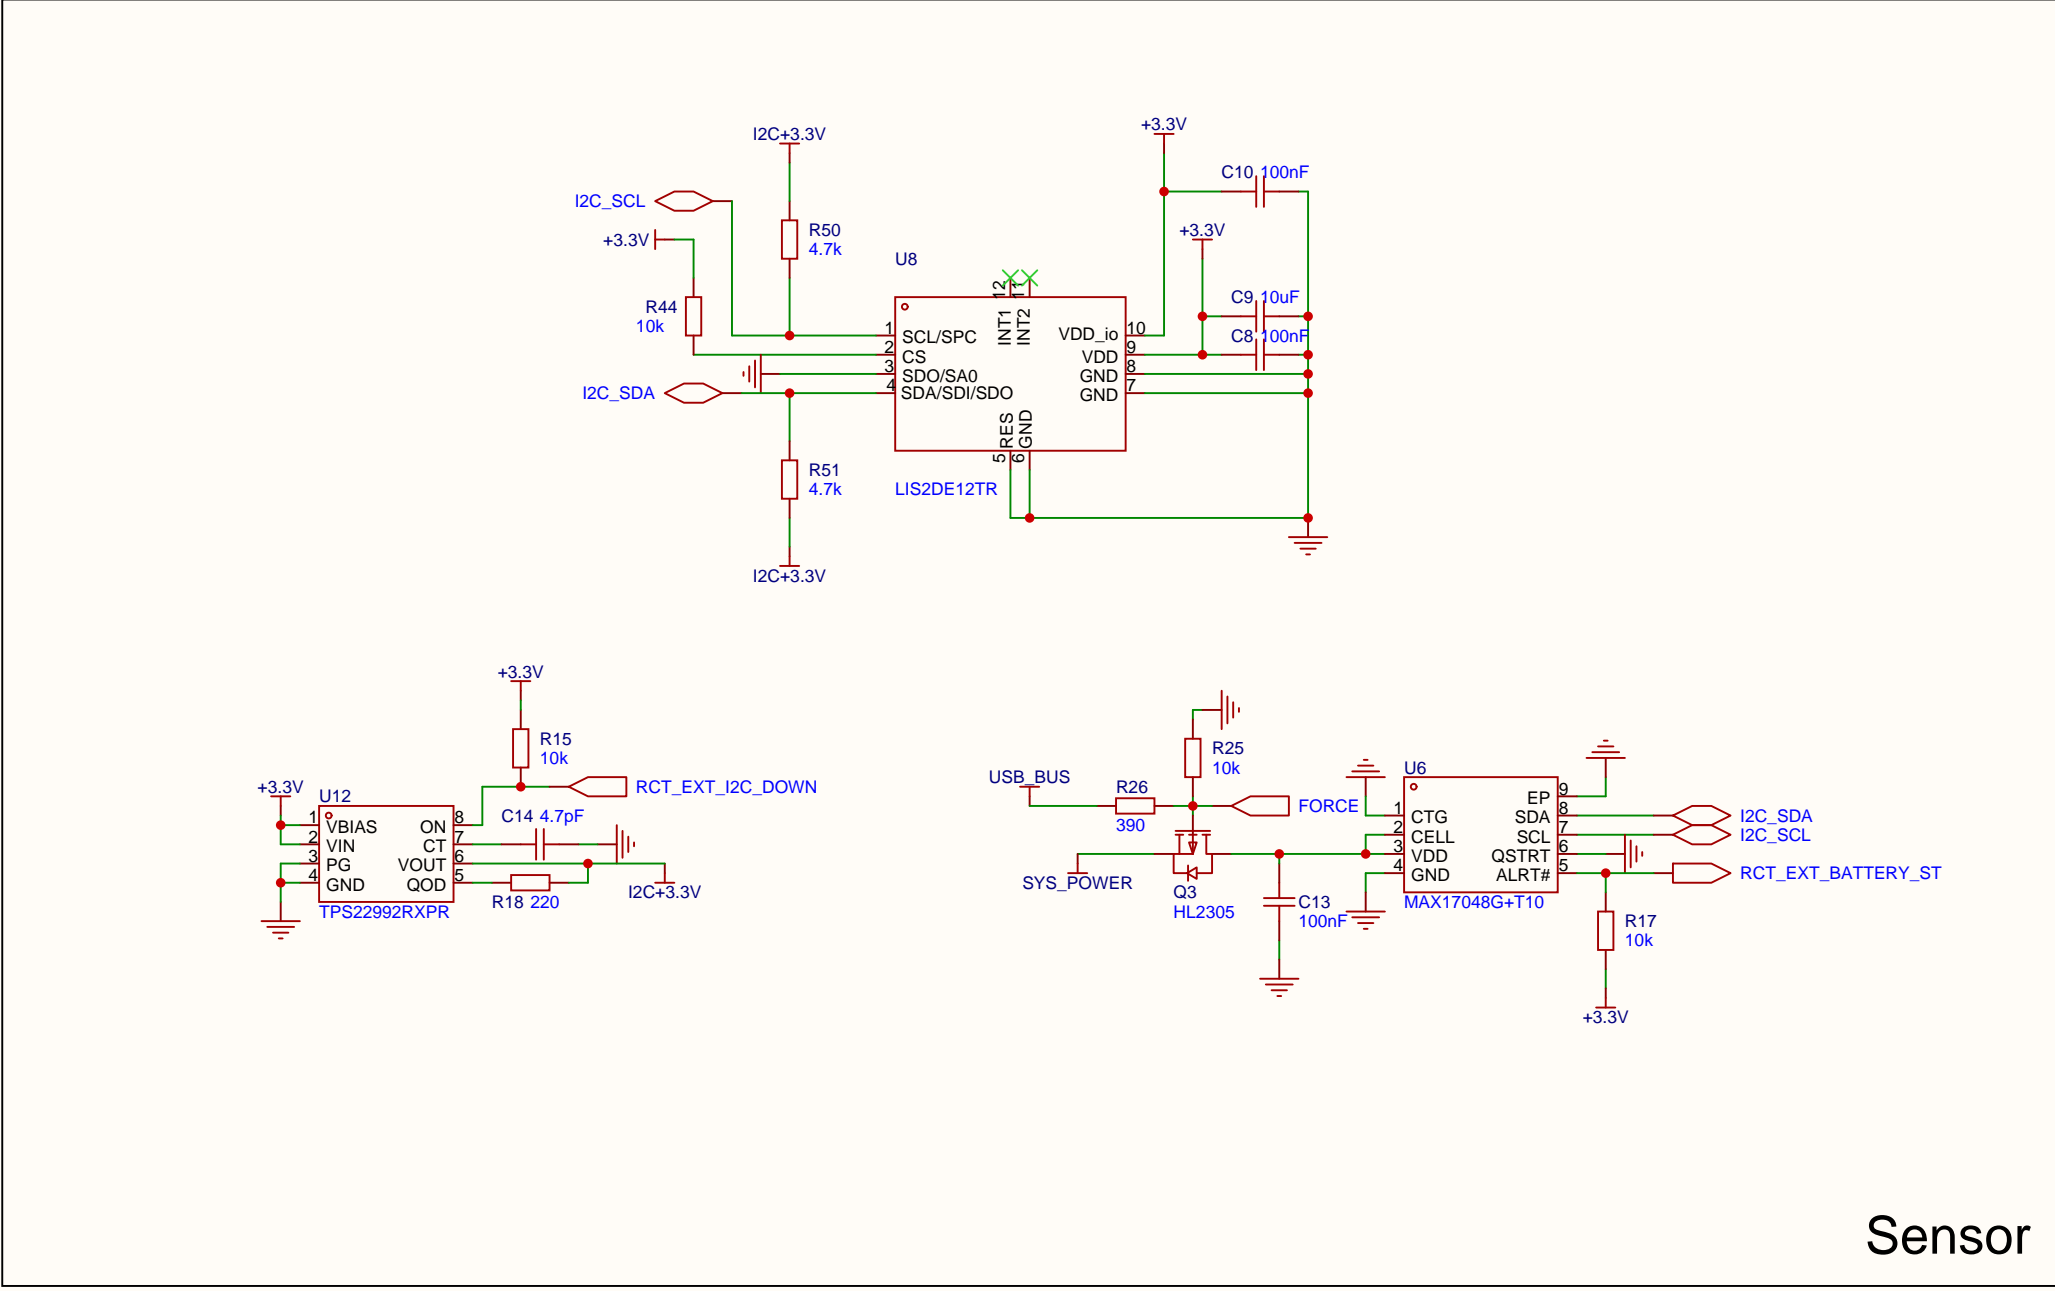 I2C+3.3V
I2C_SCL
+3.3V
R50
4.7k
R44
10k
I2C_SDA
R51
4.7k
I2C+3.3V
U8
12
11
INT1
INT2
1
SCL/SPC
2
CS
3
SDO/SA0
4
SDA/SDI/SDO
VDD_io
10
VDD
9
GND
8
GND
7
RES
GND
5
6
LIS2DE12TR
+3.3V
C10 100nF
+3.3V
C9 10uF
C8 100nF
+3.3V
R15
10k
RCT_EXT_I2C_DOWN
+3.3V
U12
1
VBIAS
2
VIN
3
PG
4
GND
ON
8
CT
7
VOUT
6
QOD
5
TPS22992RXPR
C14 4.7pF
R18 220
I2C+3.3V
USB_BUS
R26
390
R25
10k
FORCE
SYS_POWER
Q3
HL2305
C13
100nF
U6
1
CTG
2
CELL
3
VDD
4
GND
EP
9
SDA
8
SCL
7
QSTRT
6
ALRT#
5
MAX17048G+T10
I2C_SDA
I2C_SCL
RCT_EXT_BATTERY_ST
R17
10k
+3.3V
Sensor